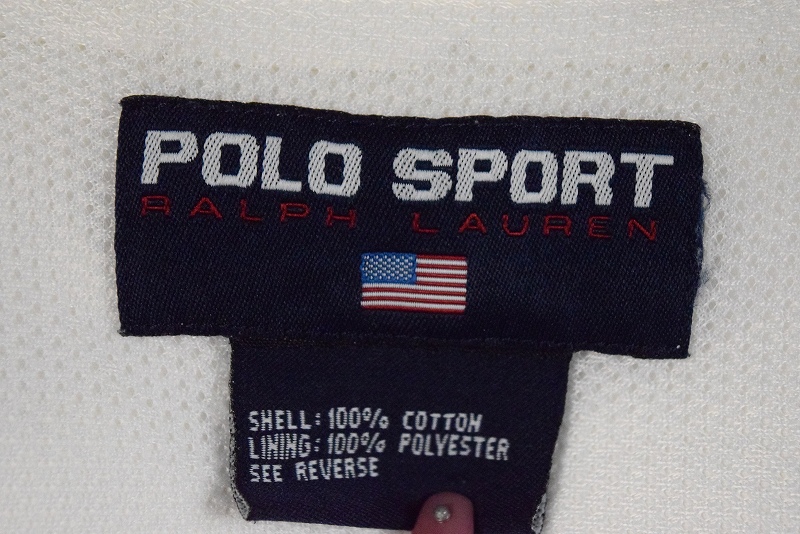 POLO SPORT
RALPH LAUREN
SHELL: 100% COTTON
LINING: 100% POLYESTER
SEE REVERSE